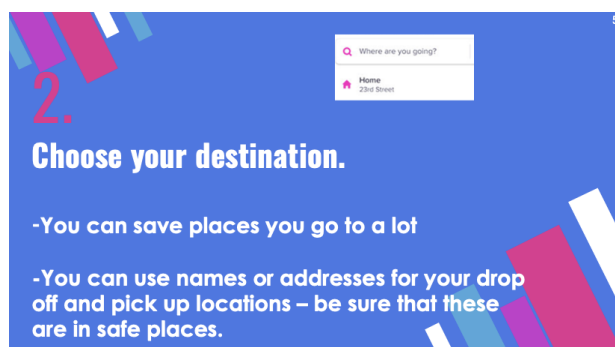 Where are you going?
Home
23rd Street
2.
Choose your destination.
-You can save places you go to a lot
-You can use names or addresses for your drop
off and pick up locations – be sure that these
are in safe places.